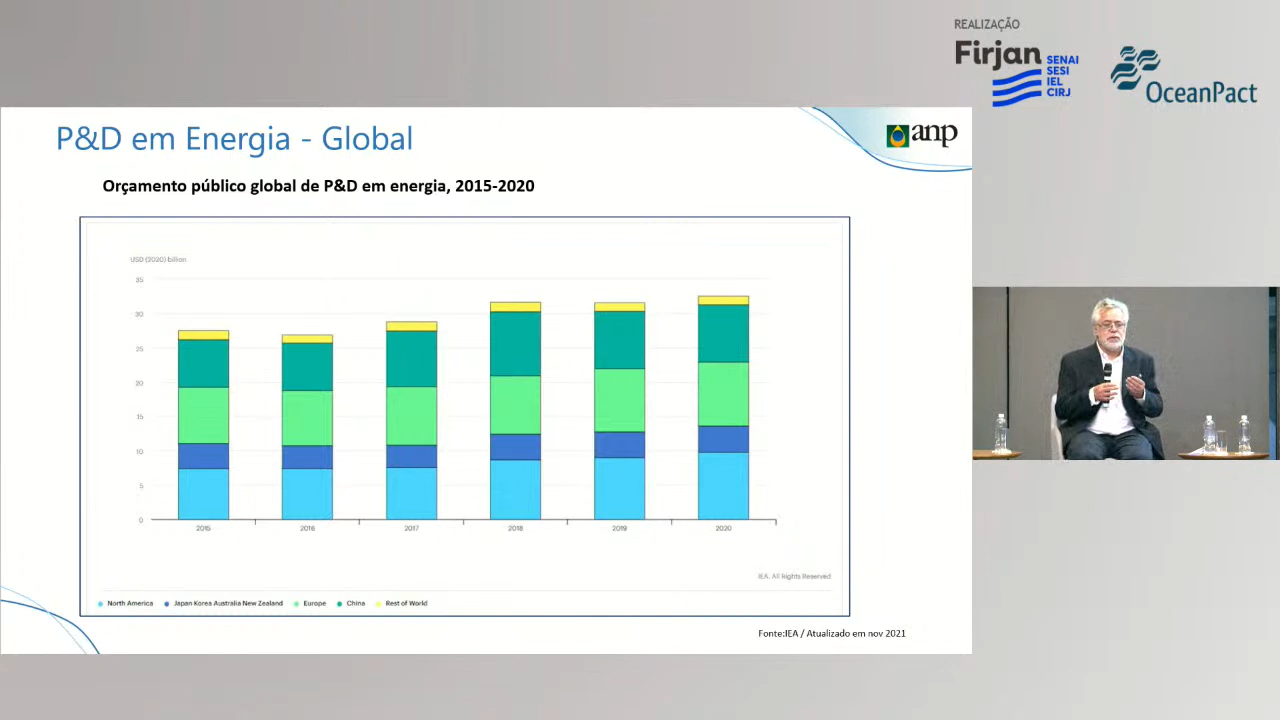 REALIZAÇÃO
Firjan
SENAI
SESI
IEL
CIRJ
OceanPact
P&D em Energia - Global
anp
Orçamento público global de P&D em energia, 2015-2020
USD (2020) billion
35
30
25
20
15
10
5
0
2015 2016 2017 2018 2019 2020
IEA. All Rights Reserved
North America Japan Korea Australia New Zealand Europe China Rest of World
Fonte:IEA / Atualizado em nov 2021